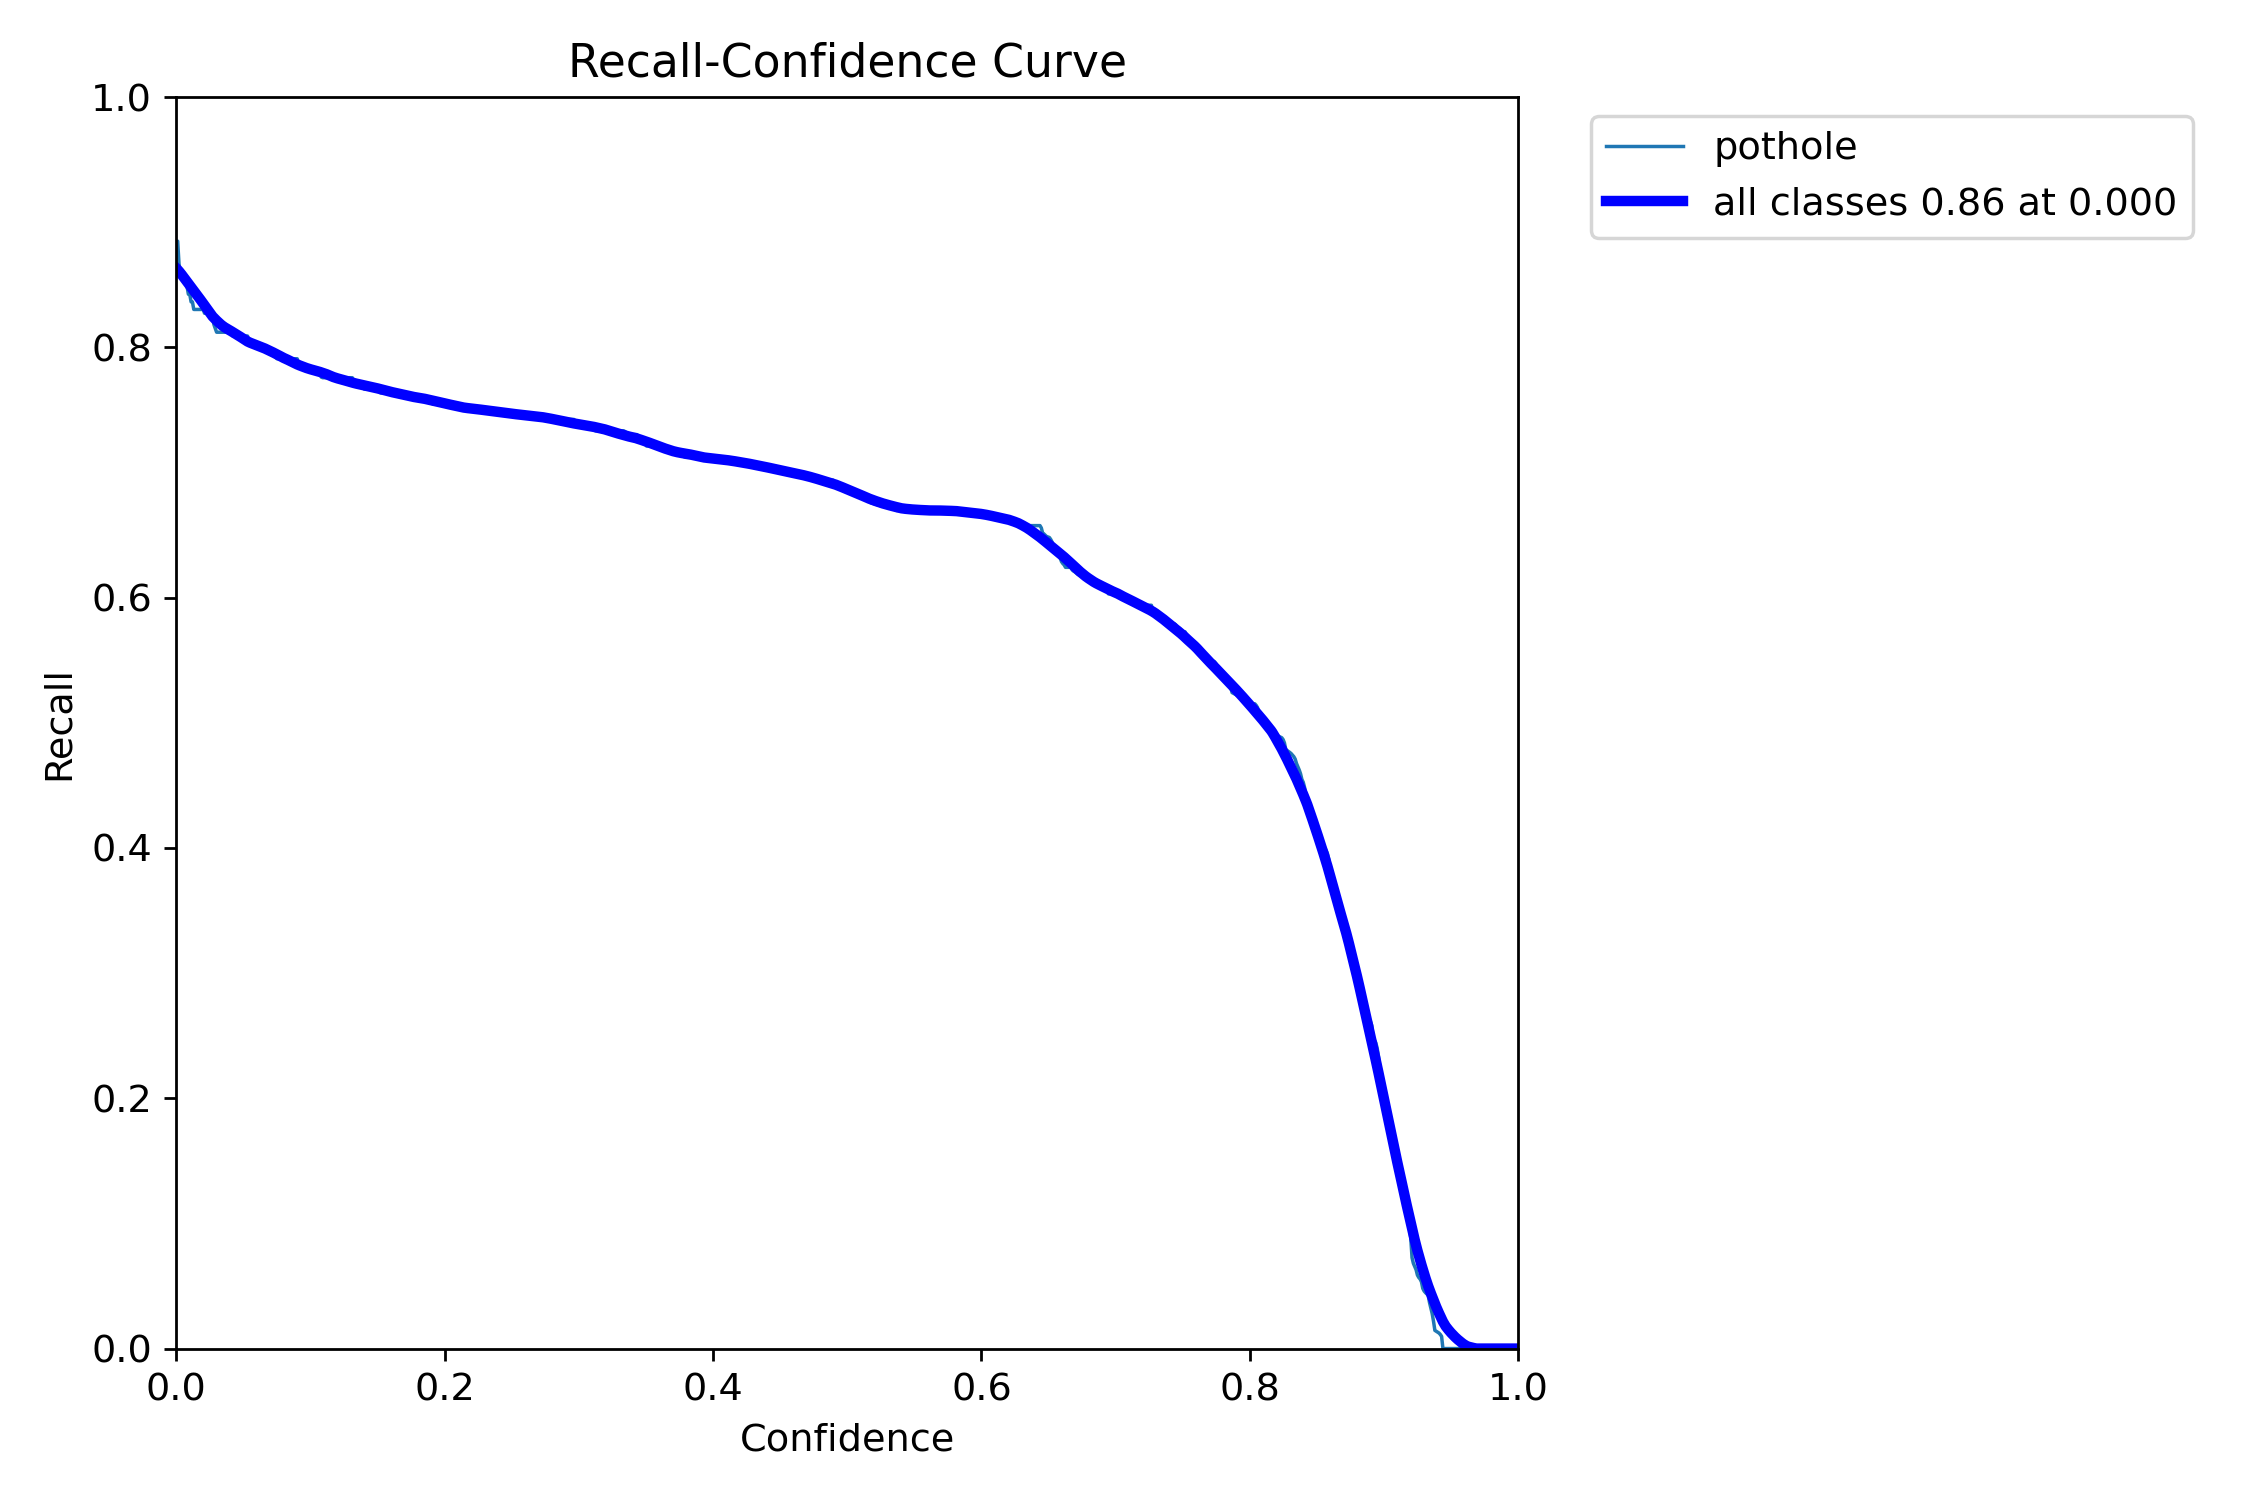 Recall-Confidence Curve
1.0
0.8
0.6
0.4
0.2
0.0
Recall
0.0 0.2 0.4 0.6 0.8 1.0
Confidence
pothole
all classes 0.86 at 0.000